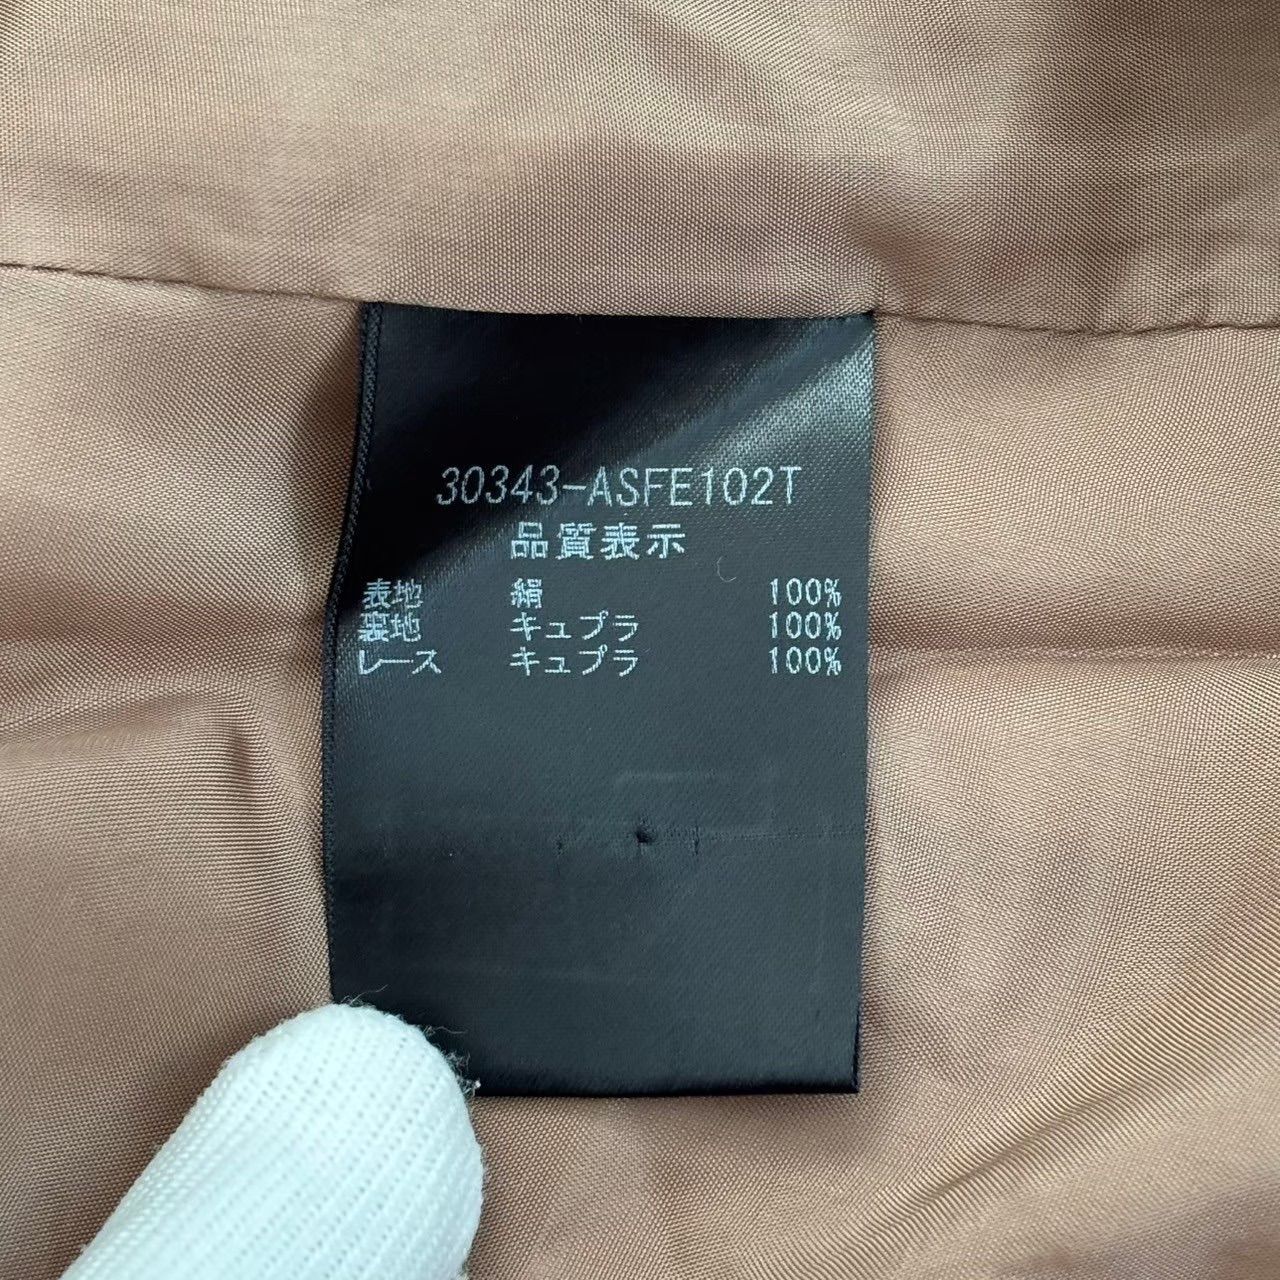 30343-ASFE102T
品質表示
表地 絹 100%
裏地 キュプラ 100%
レース キュプラ 100%